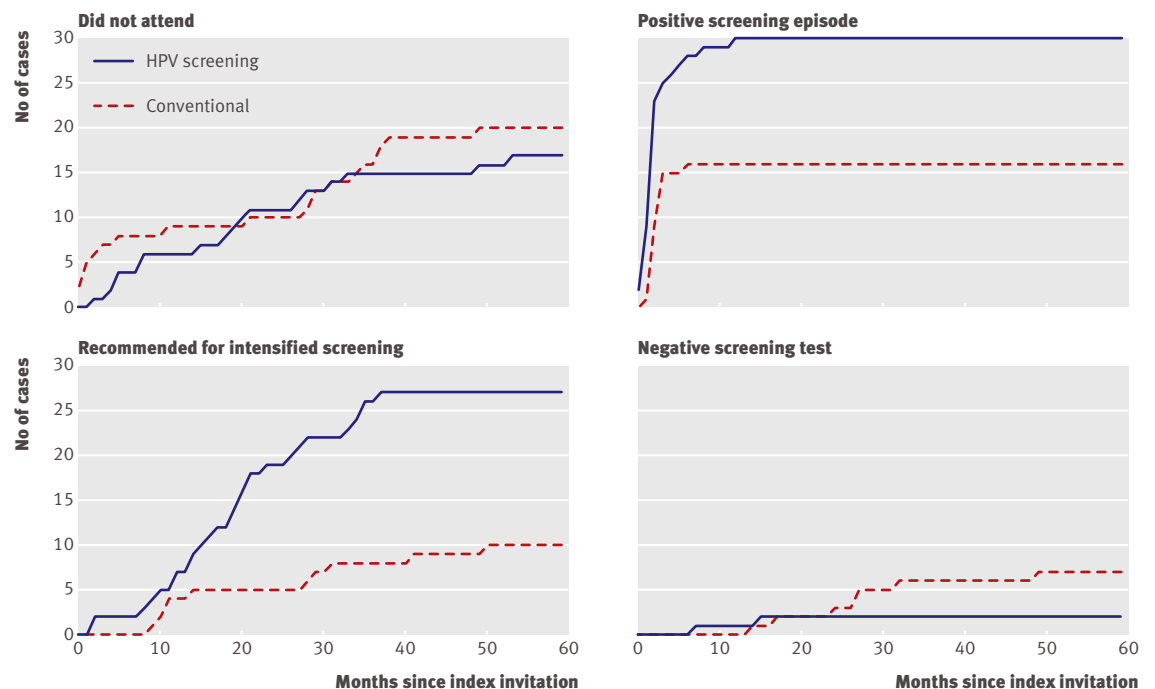 Did not attend
No of cases
30
25
20
15
10
5
0
HPV screening
Conventional
Positive screening episode
Recommended for intensified screening
No of cases
30
25
20
15
10
5
0
0 10 20 30 40 50 60
Months since index invitation
Negative screening test
0 10 20 30 40 50 60
Months since index invitation